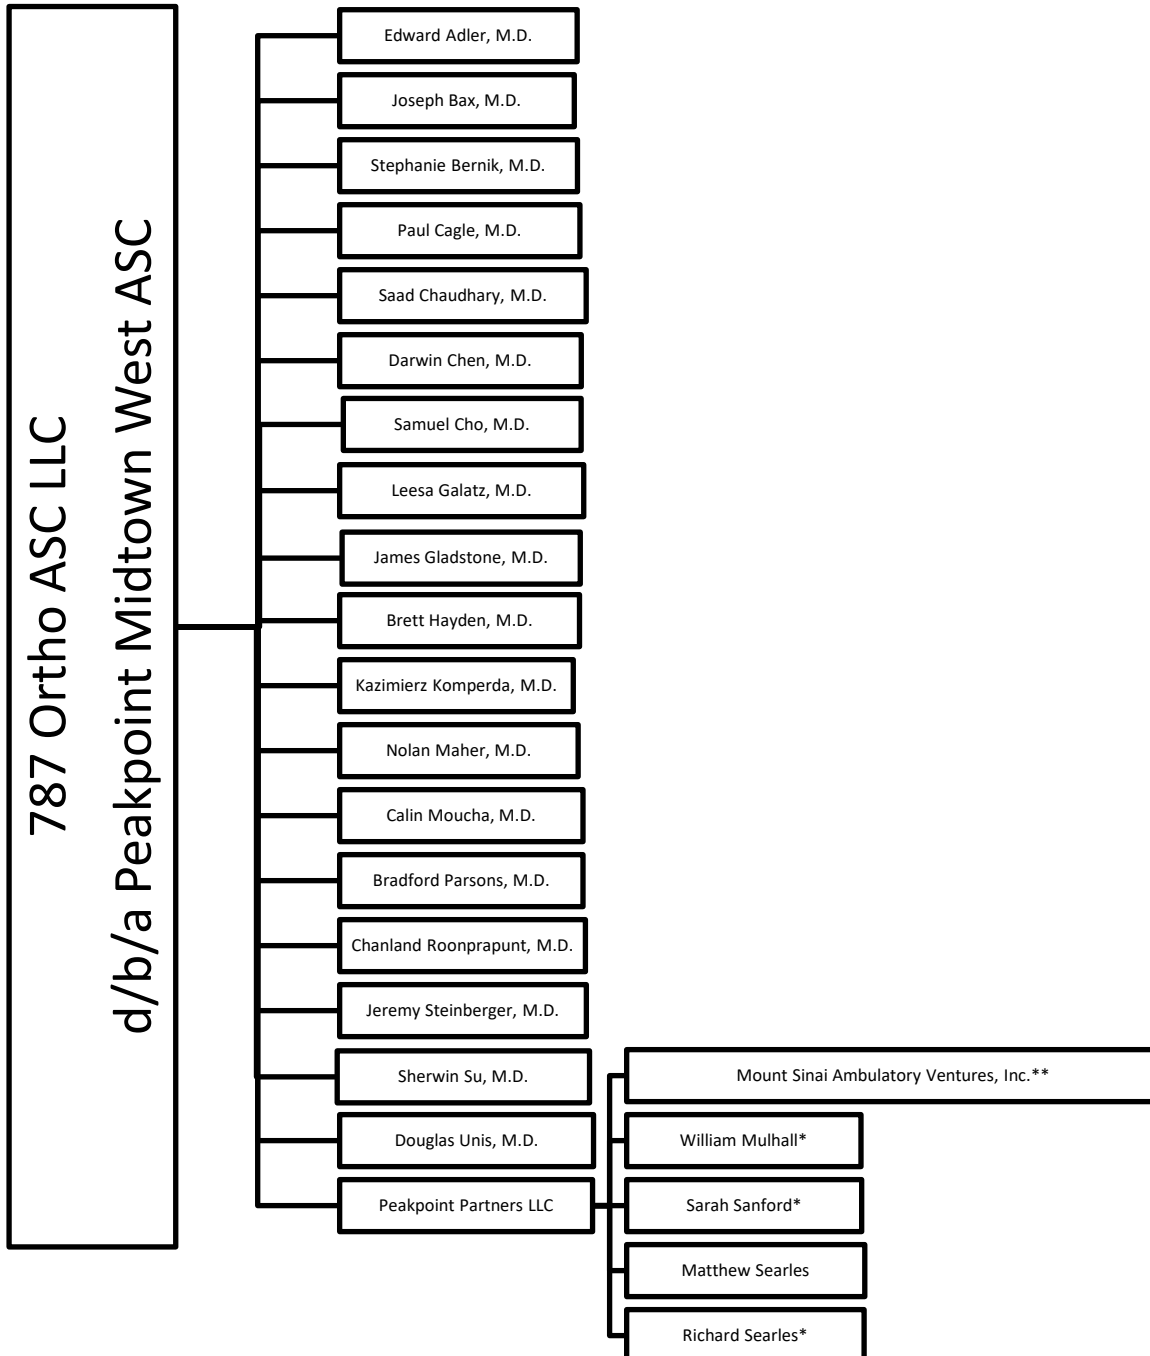 787 Ortho ASC LLC
d/b/a Peakpoint Midtown West ASC
Edward Adler, M.D.
Joseph Bax, M.D.
Stephanie Bernik, M.D.
Paul Cagle, M.D.
Saad Chaudhary, M.D.
Darwin Chen, M.D.
Samuel Cho, M.D.
Leesa Galatz, M.D.
James Gladstone, M.D.
Brett Hayden, M.D.
Kazimierz Komperda, M.D.
Nolan Maher, M.D.
Calin Moucha, M.D.
Bradford Parsons, M.D.
Chanland Roonprapunt, M.D.
Jeremy Steinberger, M.D.
Sherwin Su, M.D.
Douglas Unis, M.D.
Peakpoint Partners LLC
Mount Sinai Ambulatory Ventures, Inc.**
William Mulhall*
Sarah Sanford*
Matthew Searles
Richard Searles*